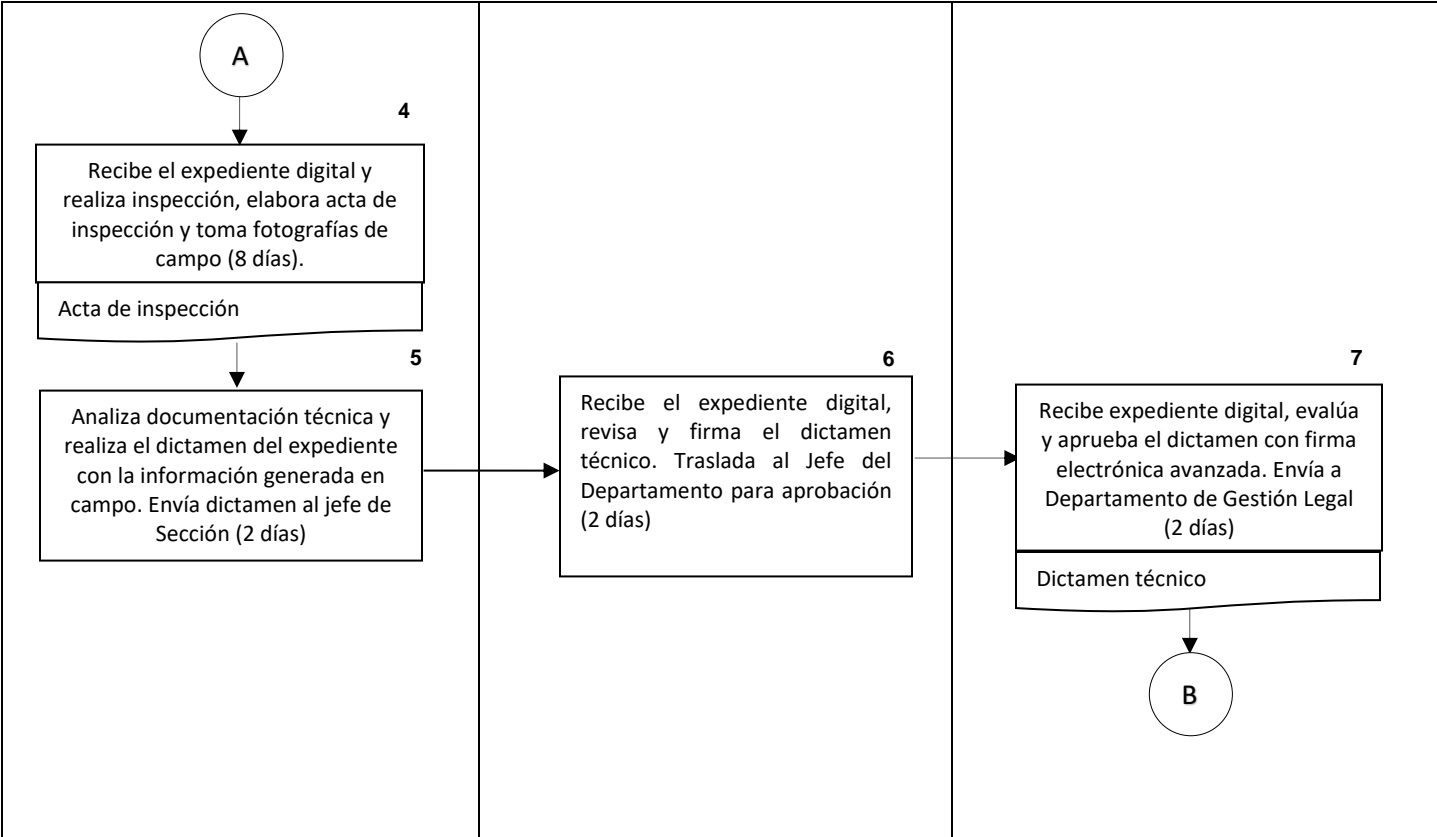 A
4
Recibe el expediente digital y
realiza inspección, elabora acta de
inspección y toma fotografías de
campo (8 días).
Acta de inspección
5
Analiza documentación técnica y
realiza el dictamen del expediente
con la información generada en
campo. Envía dictamen al jefe de
Sección (2 días)
6
Recibe el expediente digital,
revisa y firma el dictamen
técnico. Traslada al Jefe del
Departamento para aprobación
(2 días)
7
Recibe expediente digital, evalúa
y aprueba el dictamen con firma
electrónica avanzada. Envía a
Departamento de Gestión Legal
(2 días)
Dictamen técnico
B